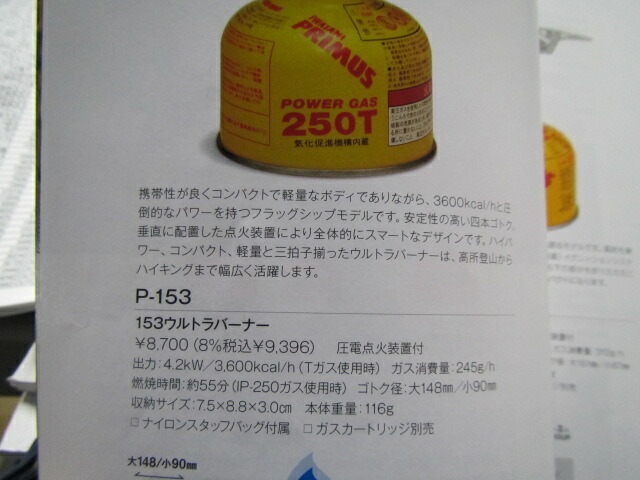 IWATANI
PRIMUS
POWER GAS
250T
気化促進機構内蔵
携帯性が良くコンパクトで軽量なボディでありながら、3600kcal/hと圧
倒的なパワーを持つフラッグシップモデルです。安定性の高い四本ゴトク、
垂直に配置した点火装置により全体的にスマートなデザインです。ハイパ
ワー、コンパクト、軽量と三拍子揃ったウルトラバーナーは、高所登山から
ハイキングまで幅広く活躍します。
P-153
153ウルトラバーナー
¥8,700(8%税込¥9,396) 圧電点火装置付
出力:4.2kW/3,600kcal/h(Tガス使用時) ガス消費量:245g/h
燃焼時間:約55分(IP-250ガス使用時) ゴトク径:大148㎜/小90㎜
収納サイズ:7.5×8.8×3.0㎝ 本体重量:116g
□ナイロンスタッフバッグ付属 □ガスカートリッジ別売
大148/小90㎜